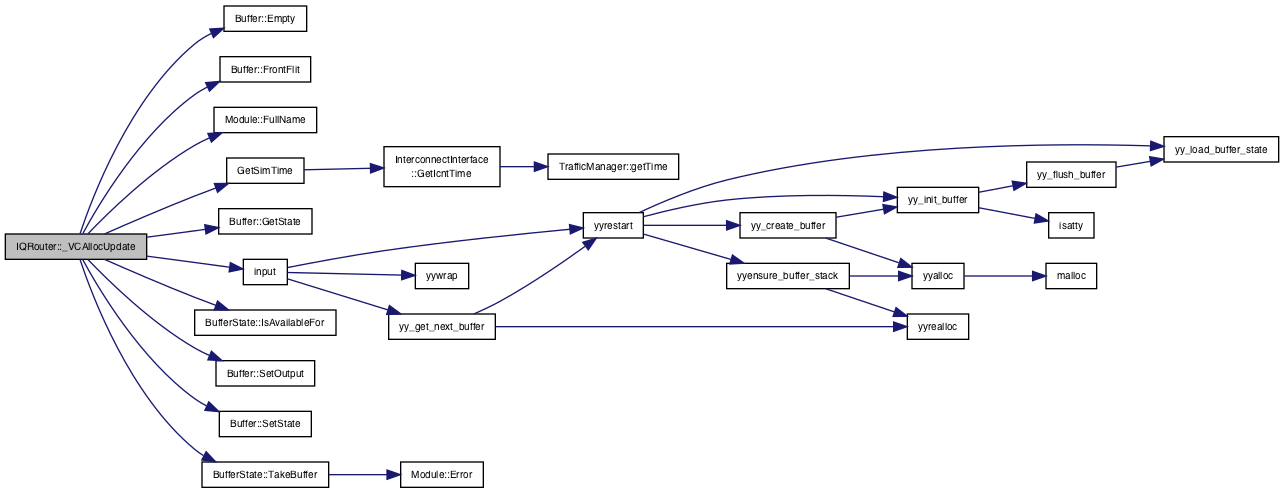 IQRouter::_VCAllocUpdate
Buffer::Empty
Buffer::FrontFlit
Module::FullName
GetSimTime
Buffer::GetState
input
BufferState::IsAvailableFor
Buffer::SetOutput
Buffer::SetState
BufferState::TakeBuffer
InterconnectInterface
::GetIcntTime
TrafficManager::getTime
yywrap
yy_get_next_buffer
Module::Error
yyrestart
yy_create_buffer
yyensure_buffer_stack
yy_init_buffer
yyalloc
yyrealloc
yy_flush_buffer
isatty
malloc
yy_load_buffer_state